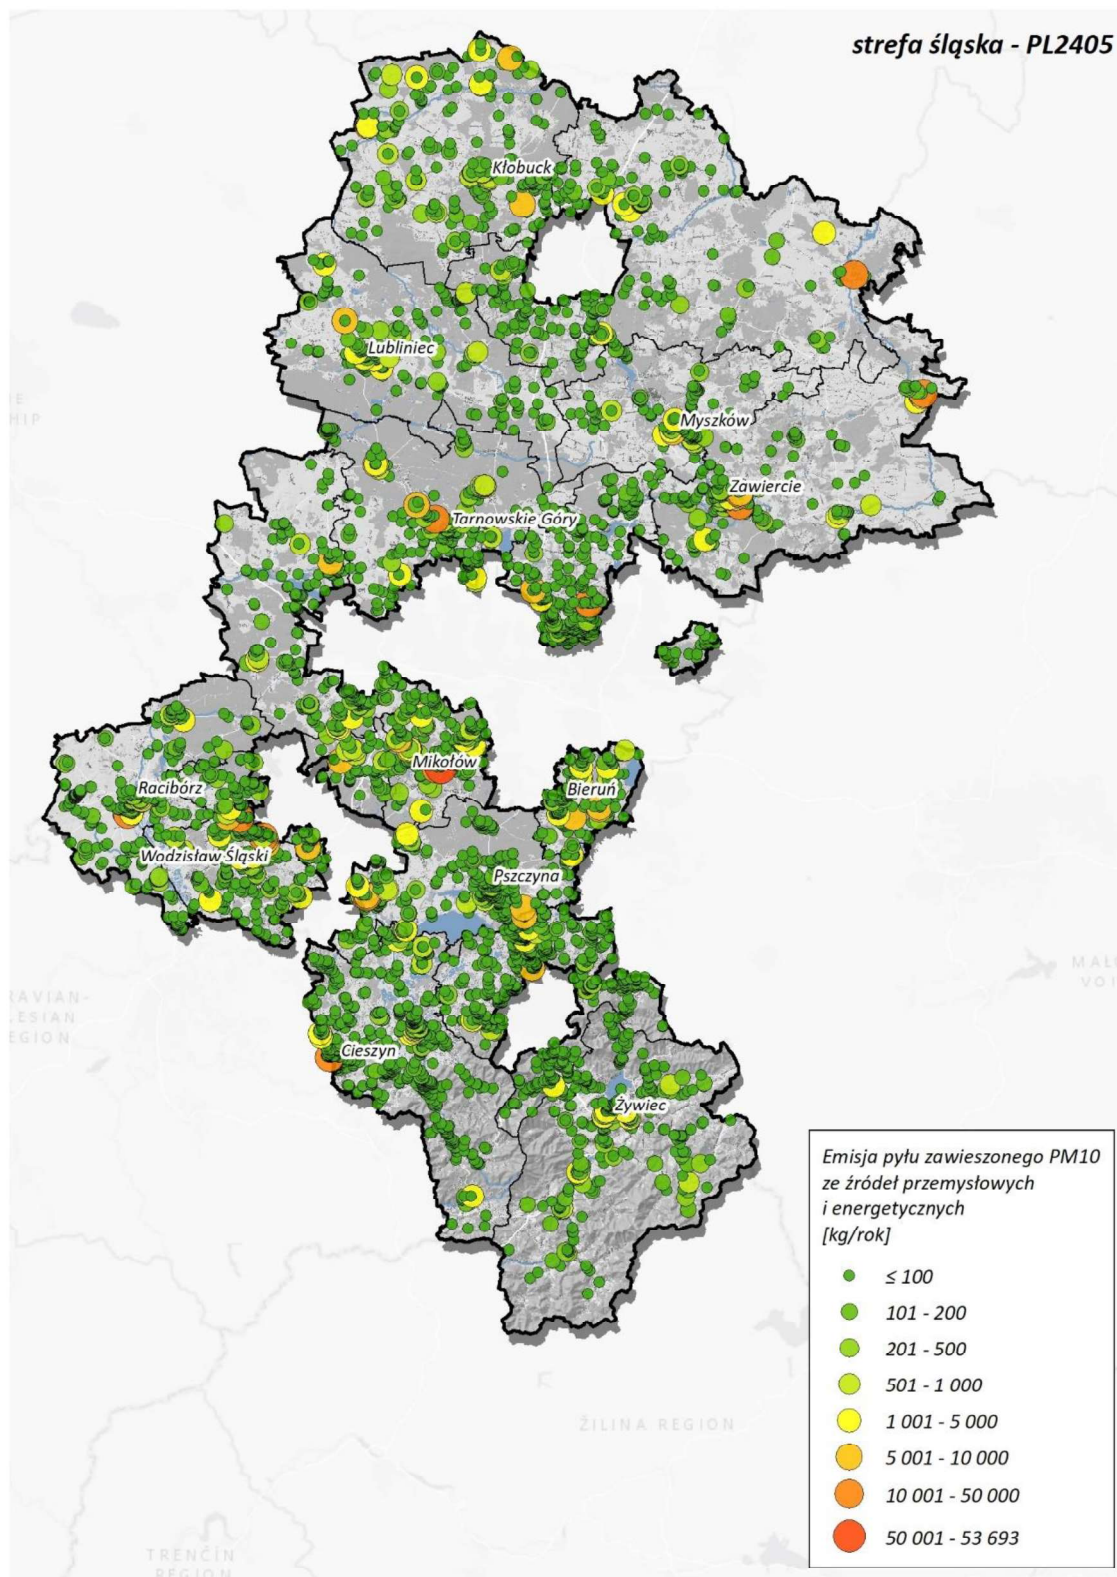 strefa śląska - PL2405
Kłobuck
Lubliniec
Myszków
Zawiercie
Tarnowskie Góry
Mikołów
Bieruń
Racibórz
Wodzisław Śląski
Pszczyna
Cieszyn
Żywiec
Emisja pyłu zawieszonego PM10
ze źródeł przemysłowych
i energetycznych
[kg/rok]
≤ 100
101 - 200
201 - 500
501 - 1 000
1 001 - 5 000
5 001 - 10 000
10 001 - 50 000
50 001 - 53 693
ŽILINA REGION
TRENČÍN
REGION